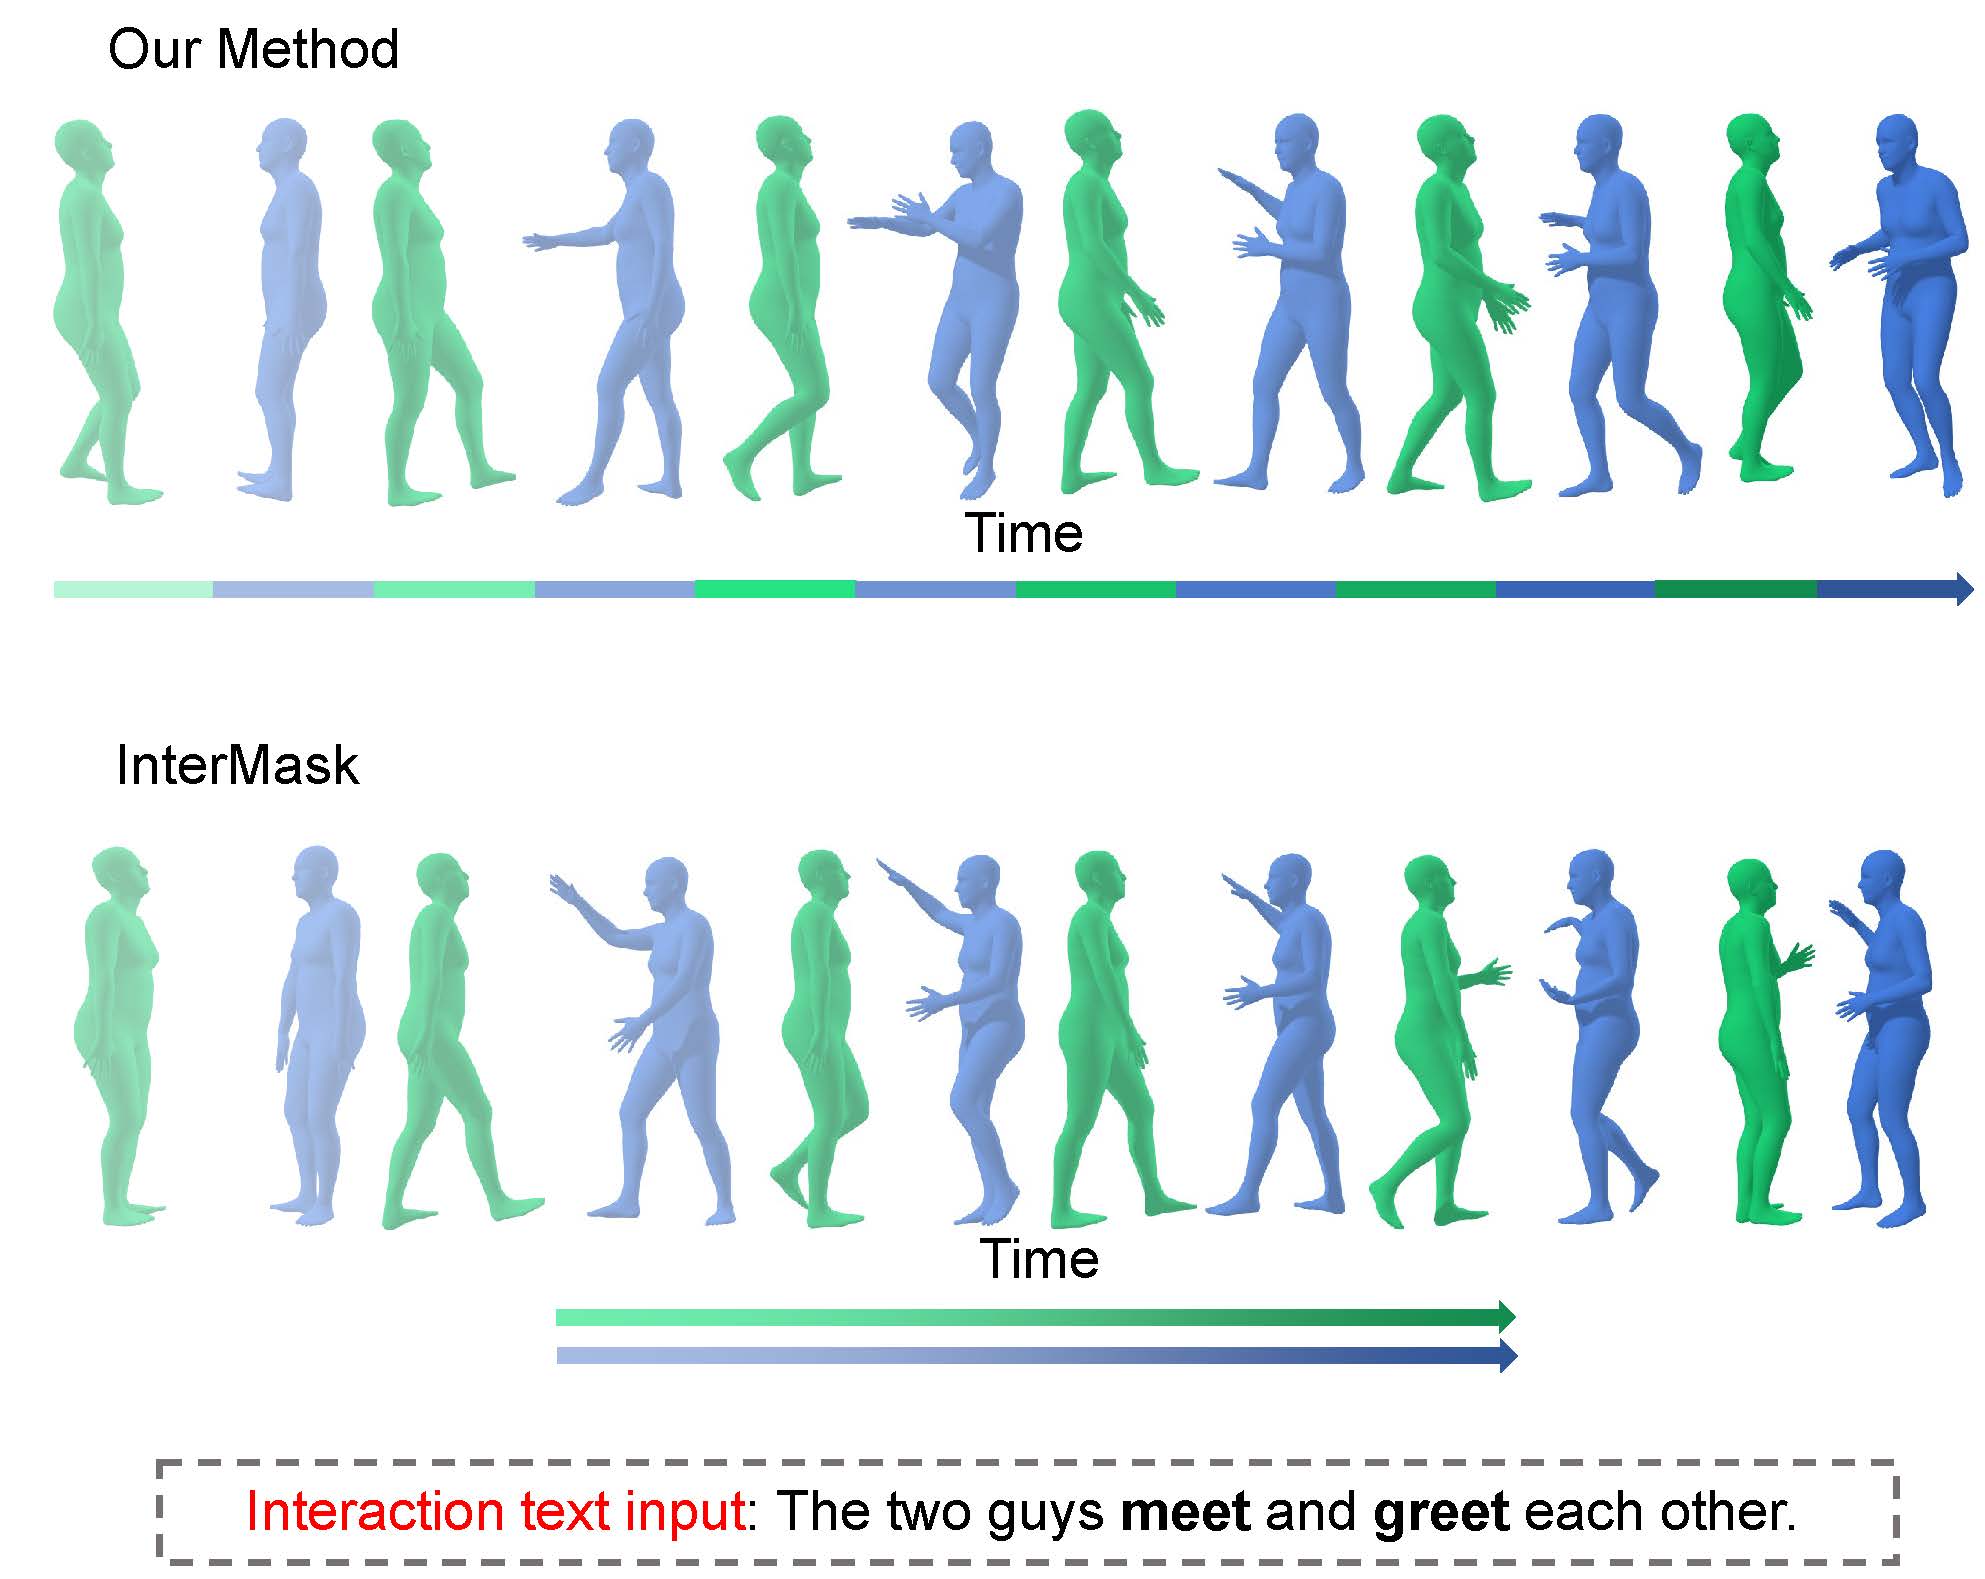 Our Method
Time
InterMask
Time
Interaction text input: The two guys meet and greet each other.